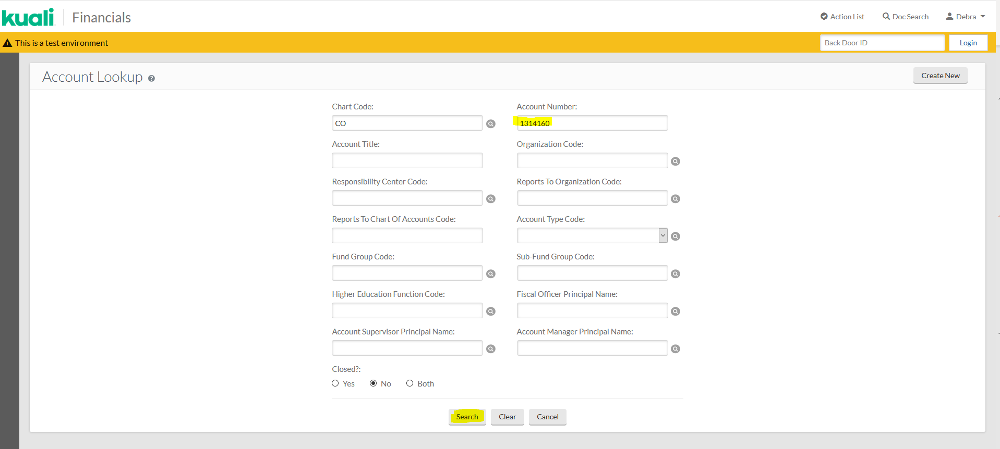 kuali Financials Action List Doc Search Debra
This is a test environment Back Door ID Login
Account Lookup Create New
Chart Code: Account Number:
CO 1314160
Account Title: Organization Code:
Responsibility Center Code: Reports To Organization Code:
Reports To Chart Of Accounts Code: Account Type Code:
Fund Group Code: Sub-Fund Group Code:
Higher Education Function Code: Fiscal Officer Principal Name:
Account Supervisor Principal Name: Account Manager Principal Name:
Closed?:
Yes No Both
Search Clear Cancel